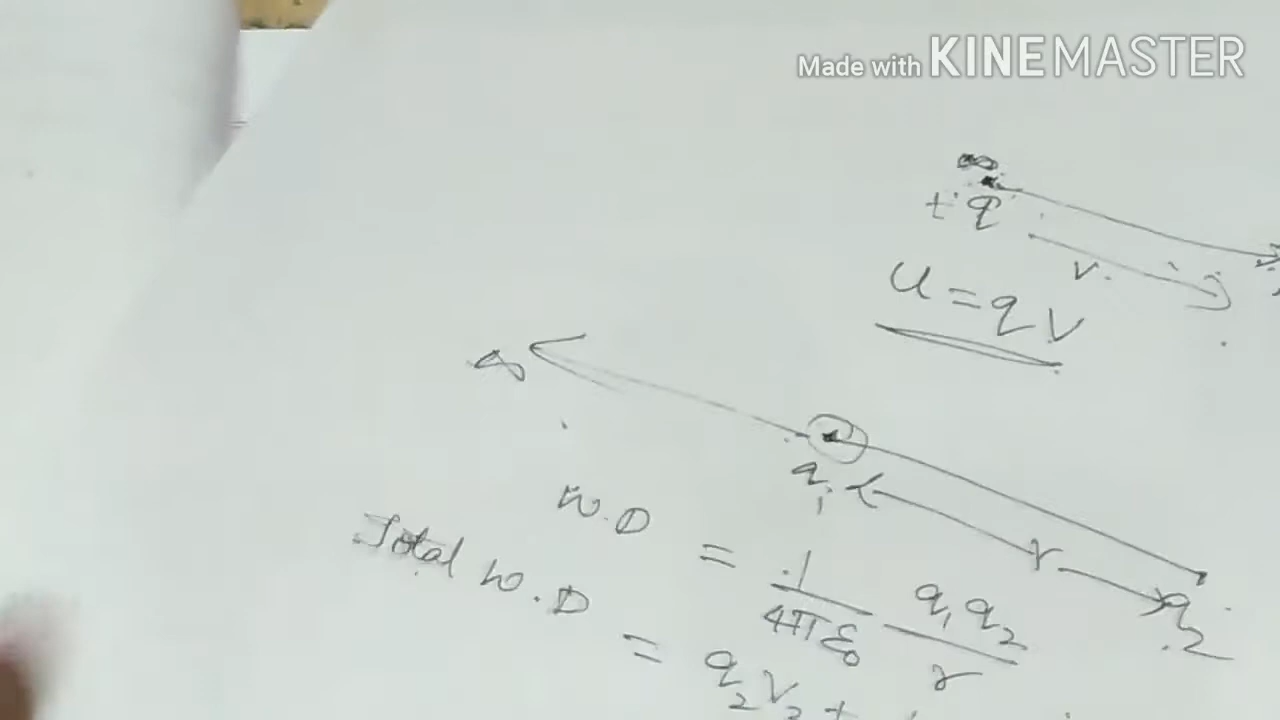 Made with KINEMASTER
∞
+q
V.
U = qV
∞
q₁
r
q₂
W.D = 1/4πε₀ q₁q₂/r
Total W.D = q₂V₂ +